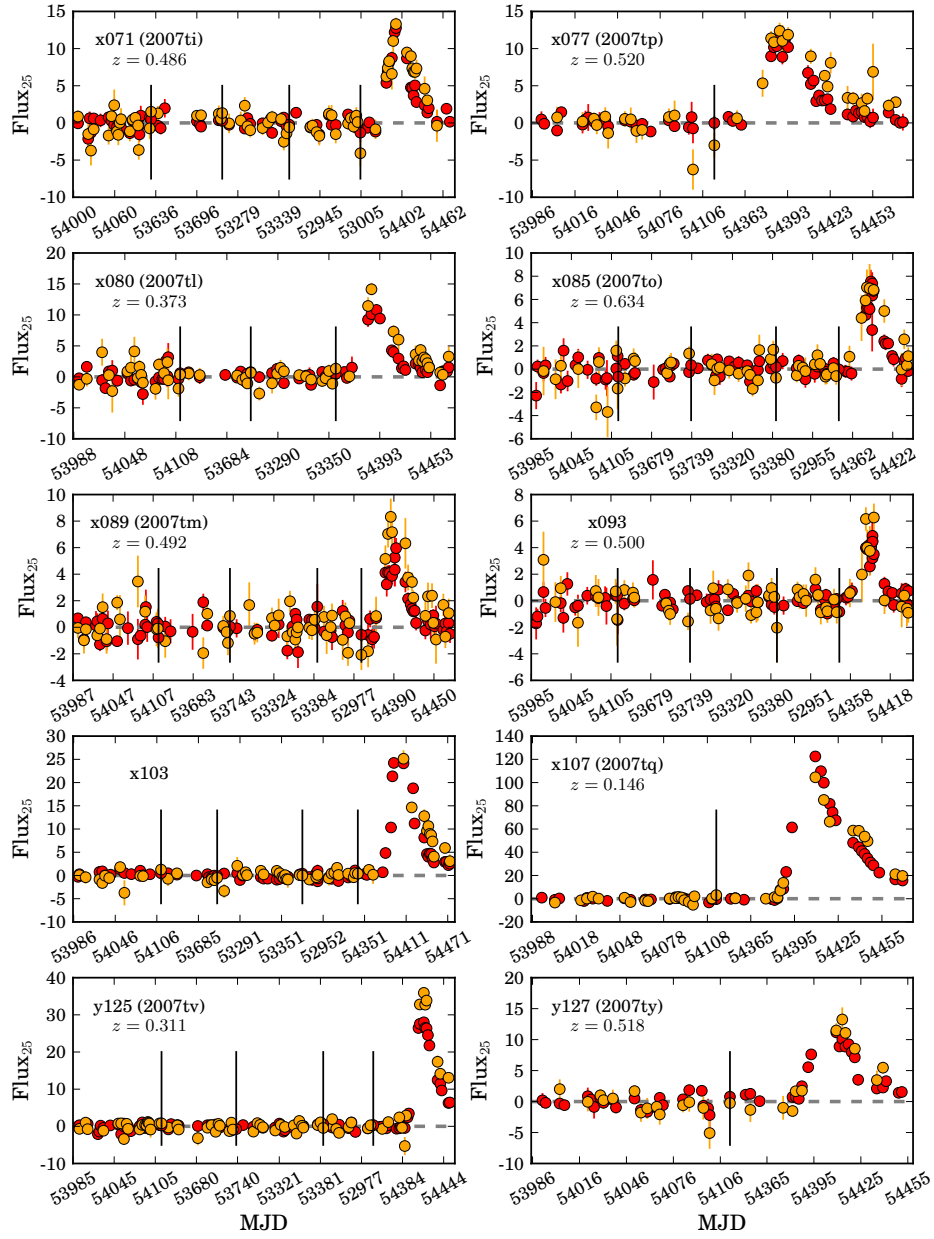 x071 (2007ti)
z = 0.486
Flux25
15
10
5
0
-5
-10
54000 54060 53636 53696 53279 53339 52945 53005 54402 54462
x077 (2007tp)
z = 0.520
15
10
5
0
-5
-10
53986 54016 54046 54076 54106 54363 54393 54423 54453
x080 (2007tl)
z = 0.373
Flux25
20
15
10
5
0
-5
-10
53988 54048 54108 53684 53290 53350 54393 54453
x085 (2007to)
z = 0.634
10
8
6
4
2
0
-2
-4
-6
53985 54045 54105 53679 53739 53320 53380 52955 54362 54422
x089 (2007tm)
z = 0.492
Flux25
10
8
6
4
2
0
-2
-4
53987 54047 54107 53683 53743 53324 53384 52977 54390 54450
x093
z = 0.500
8
6
4
2
0
-2
-4
-6
53985 54045 54105 53679 53739 53320 53380 52951 54358 54418
x103
Flux25
30
25
20
15
10
5
0
-5
-10
53986 54046 54106 53685 53291 53351 52952 54351 54411 54471
x107 (2007tq)
z = 0.146
140
120
100
80
60
40
20
0
-20
53988 54018 54048 54078 54108 54365 54395 54425 54455
y125 (2007tv)
z = 0.311
Flux25
40
30
20
10
0
-10
53985 54045 54105 53680 53740 53321 53381 52977 54384 54444
MJD
y127 (2007ty)
z = 0.518
20
15
10
5
0
-5
-10
53986 54016 54046 54076 54106 54365 54395 54425 54455
MJD